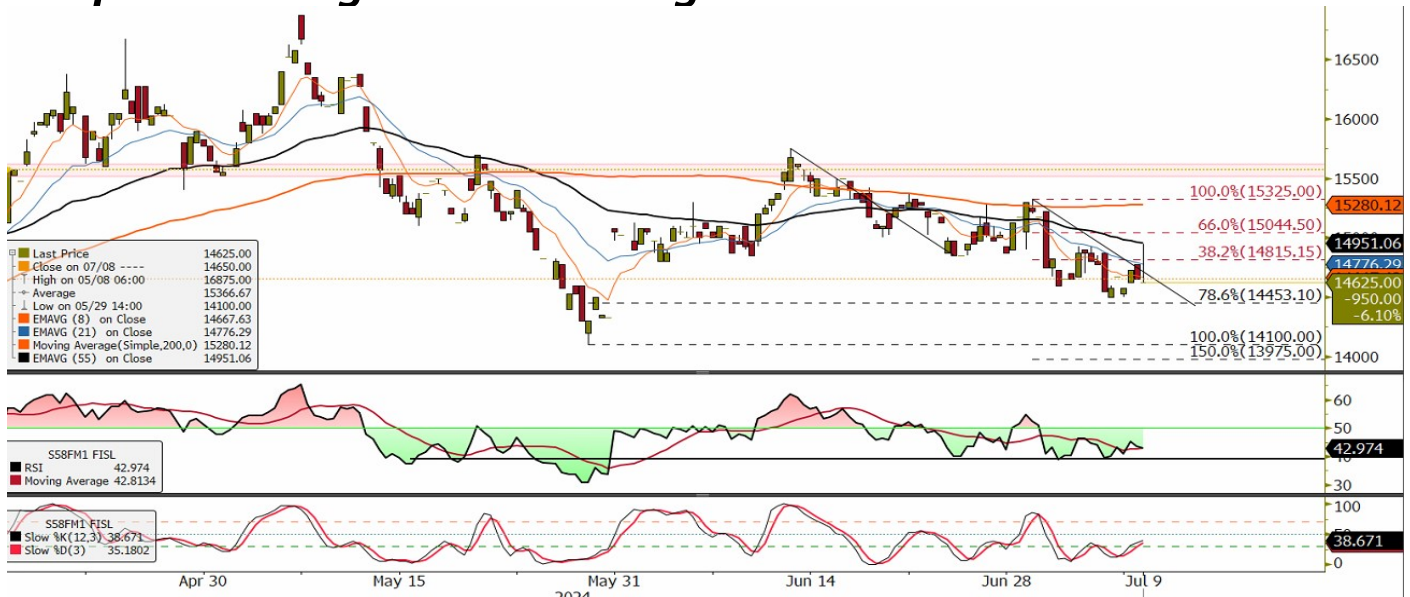 16500
16000
15500
14000
100.0%(15325.00)
66.0%(15044.50)
38.2%(14815.15)
78.6%(14453.10)
100.0%(14100.00)
150.0%(13975.00)
15280.12
14951.06
14776.29
14625.00
-950.00
-6.10%
Last Price 14625.00
Close on 07/08 ---- 14650.00
High on 05/08 06:00 16875.00
Average 15366.67
Low on 05/29 14:00 14100.00
EMAVG (8) on Close 14667.63
EMAVG (21) on Close 14776.29
Moving Average(Simple,200,0) 15280.12
EMAVG (55) on Close 14951.06
60
50
42.974
30
S58FM1 FISL
RSI 42.974
Moving Average 42.8134
100
38.671
0
S58FM1 FISL
Slow %K(12,3) 38.671
Slow %D(3) 35.1802
Apr 30
May 15
May 31
Jun 14
Jun 28
Jul 9